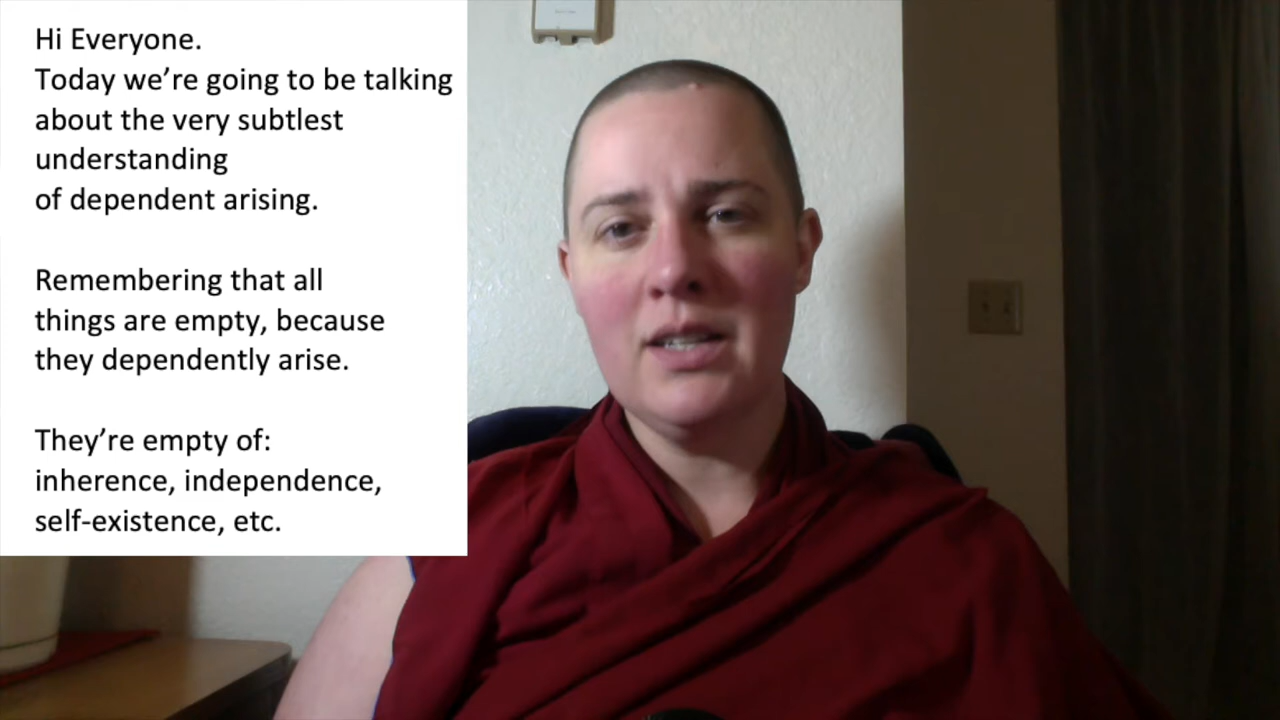 Hi Everyone.
Today we’re going to be talking
about the very subtlest
understanding
of dependent arising.
Remembering that all
things are empty, because
they dependently arise.
They’re empty of:
inherence, independence,
self-existence, etc.